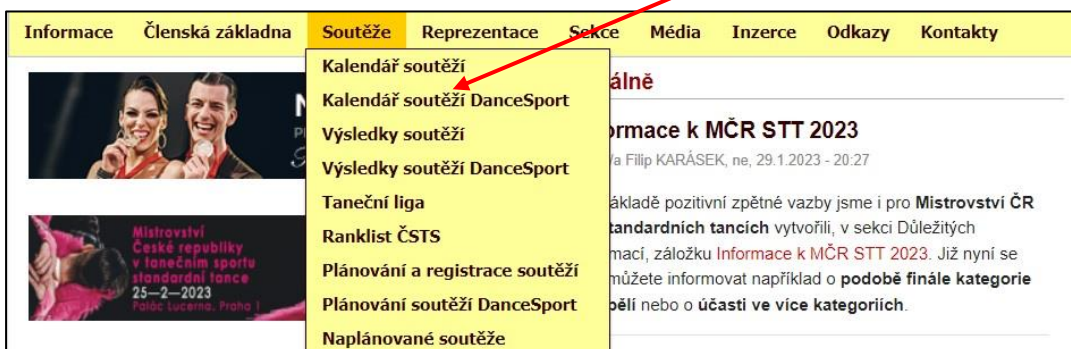 Informace Členská základna Soutěže Reprezentace Sekce Média Inzerce Odkazy Kontakty
Kalendář soutěží
Kalendář soutěží DanceSport
Výsledky soutěží
Výsledky soutěží DanceSport
Taneční liga
Ranklist ČSTS
Plánování a registrace soutěží
Plánování soutěží DanceSport
Naplánované soutěže
Mistrovství
České republiky
v tanečním sportu
standardní tance
25–2–2023
Palác Lucerna, Praha 1
álně
ormace k MČR STT 2023
/a Filip KARÁSEK, ne, 29.1.2023 - 20:27
ákladě pozitivní zpětné vazby jsme i pro Mistrovství ČR
tandardních tancích vytvořili, v sekci Důležitých
mací, záložku Informace k MČR STT 2023. Již nyní se
můžete informovat například o podobě finále kategorie
pělí nebo o účasti ve více kategoriích.